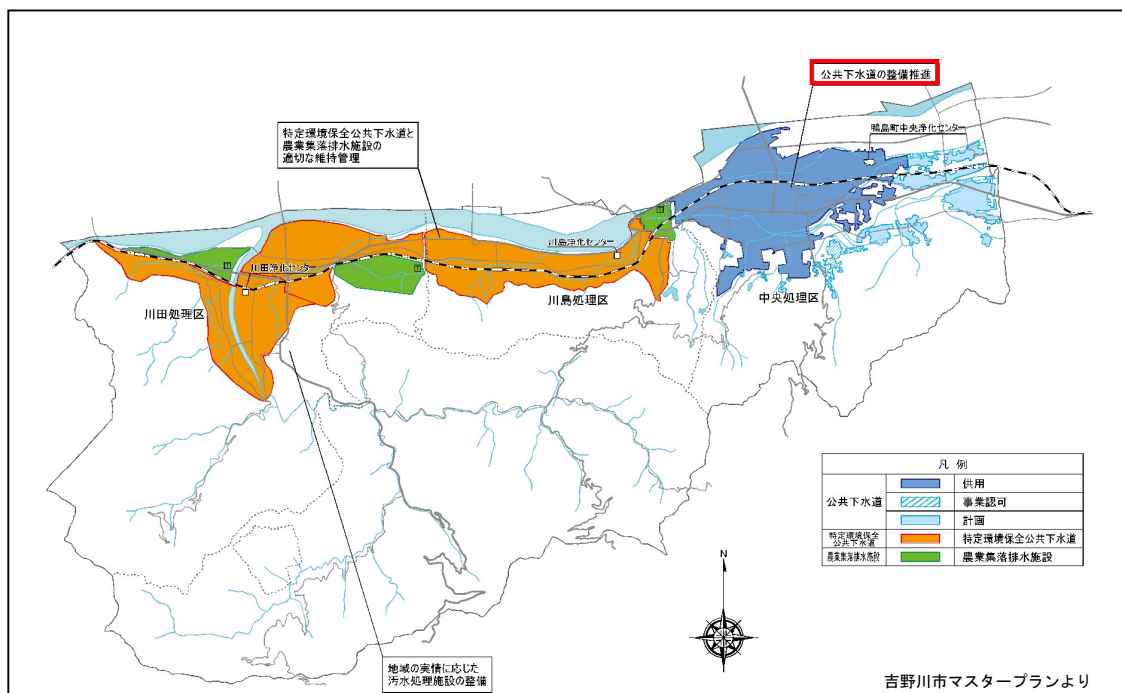 公共下水道の整備推進
特定環境保全公共下水道と
農業集落排水施設の
適切な維持管理
鴨島町中央浄化センター
川島浄化センター
川田浄化センター
川田処理区
川島処理区
中央処理区
凡 例
公共下水道
供用
事業認可
計画
特定環境保全
公共下水道
特定環境保全公共下水道
農業集落排水施設
農業集落排水施設
N
地域の実情に応じた
汚水処理施設の整備
吉野川市マスタープランより